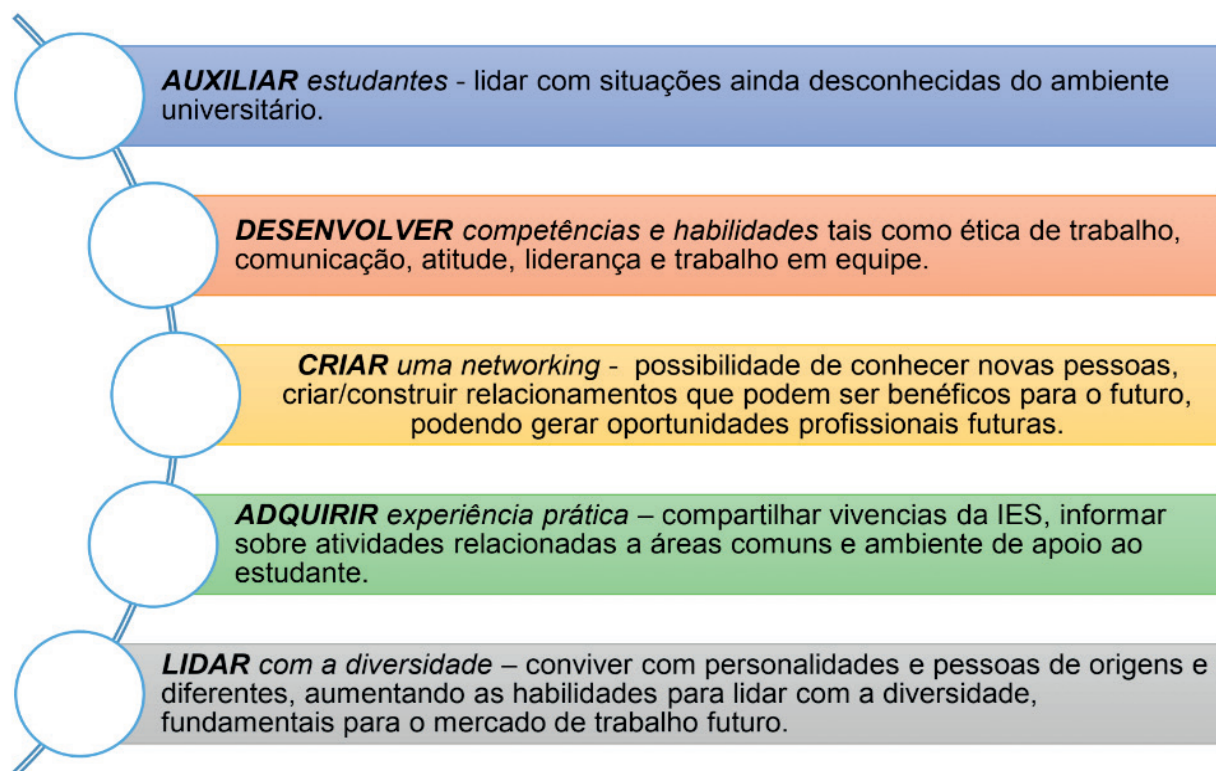 AUXILIAR estudantes - lidar com situações ainda desconhecidas do ambiente
universitário.
DESENVOLVER competências e habilidades tais como ética de trabalho,
comunicação, atitude, liderança e trabalho em equipe.
CRIAR uma networking - possibilidade de conhecer novas pessoas,
criar/construir relacionamentos que podem ser benéficos para o futuro,
podendo gerar oportunidades profissionais futuras.
ADQUIRIR experiência prática – compartilhar vivencias da IES, informar
sobre atividades relacionadas a áreas comuns e ambiente de apoio ao
estudante.
LIDAR com a diversidade – conviver com personalidades e pessoas de origens e
diferentes, aumentando as habilidades para lidar com a diversidade,
fundamentais para o mercado de trabalho futuro.